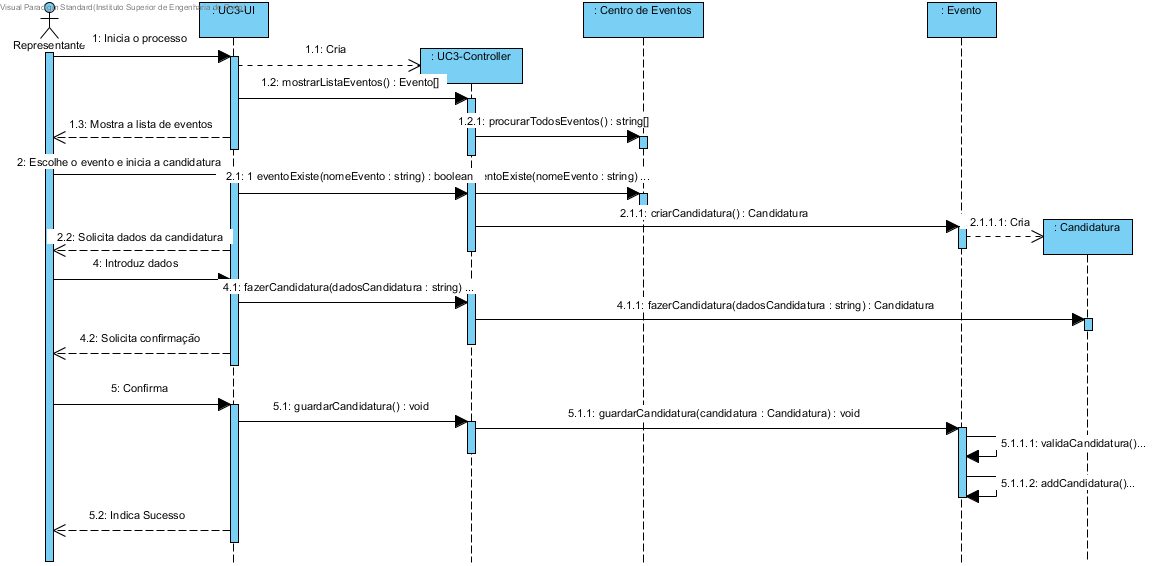 Visual Paradigm Standard(Instituto Superior de Engenharia
: UC3-UI
: Centro de Eventos
: Evento
Representante
1: Inicia o processo
1.1: Cria
: UC3-Controller
1.2: mostrarListaEventos() : Evento[]
1.2.1: procurarTodosEventos() : string[]
1.3: Mostra a lista de eventos
2: Escolhe o evento e inicia a candidatura
2.1: 1 eventoExiste(nomeEvento : string) : boolean
ntoExiste(nomeEvento : string) ...
2.1.1: criarCandidatura() : Candidatura
2.1.1.1: Cria
: Candidatura
2.2: Solicita dados da candidatura
4: Introduz dados
4.1: fazerCandidatura(dadosCandidatura : string) ...
4.1.1: fazerCandidatura(dadosCandidatura : string) : Candidatura
4.2: Solicita confirmação
5: Confirma
5.1: guardarCandidatura() : void
5.1.1: guardarCandidatura(candidatura : Candidatura) : void
5.1.1.1: validaCandidatura()...
5.1.1.2: addCandidatura()...
5.2: Indica Sucesso